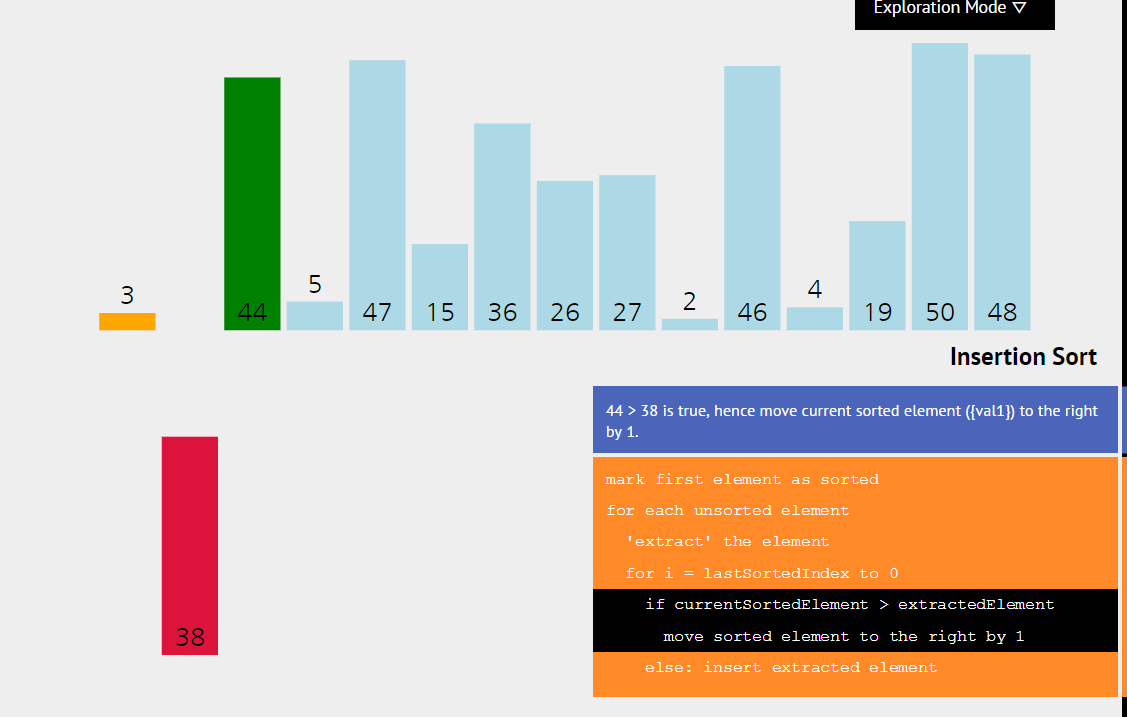 Exploration Mode ▽
3
44
5
47
15
36
26
27
2
46
4
19
50
48
Insertion Sort
44 > 38 is true, hence move current sorted element ({val1}) to the right
by 1.
mark first element as sorted
for each unsorted element
'extract' the element
for i = lastSortedIndex to 0
if currentSortedElement > extractedElement
move sorted element to the right by 1
else: insert extracted element
38